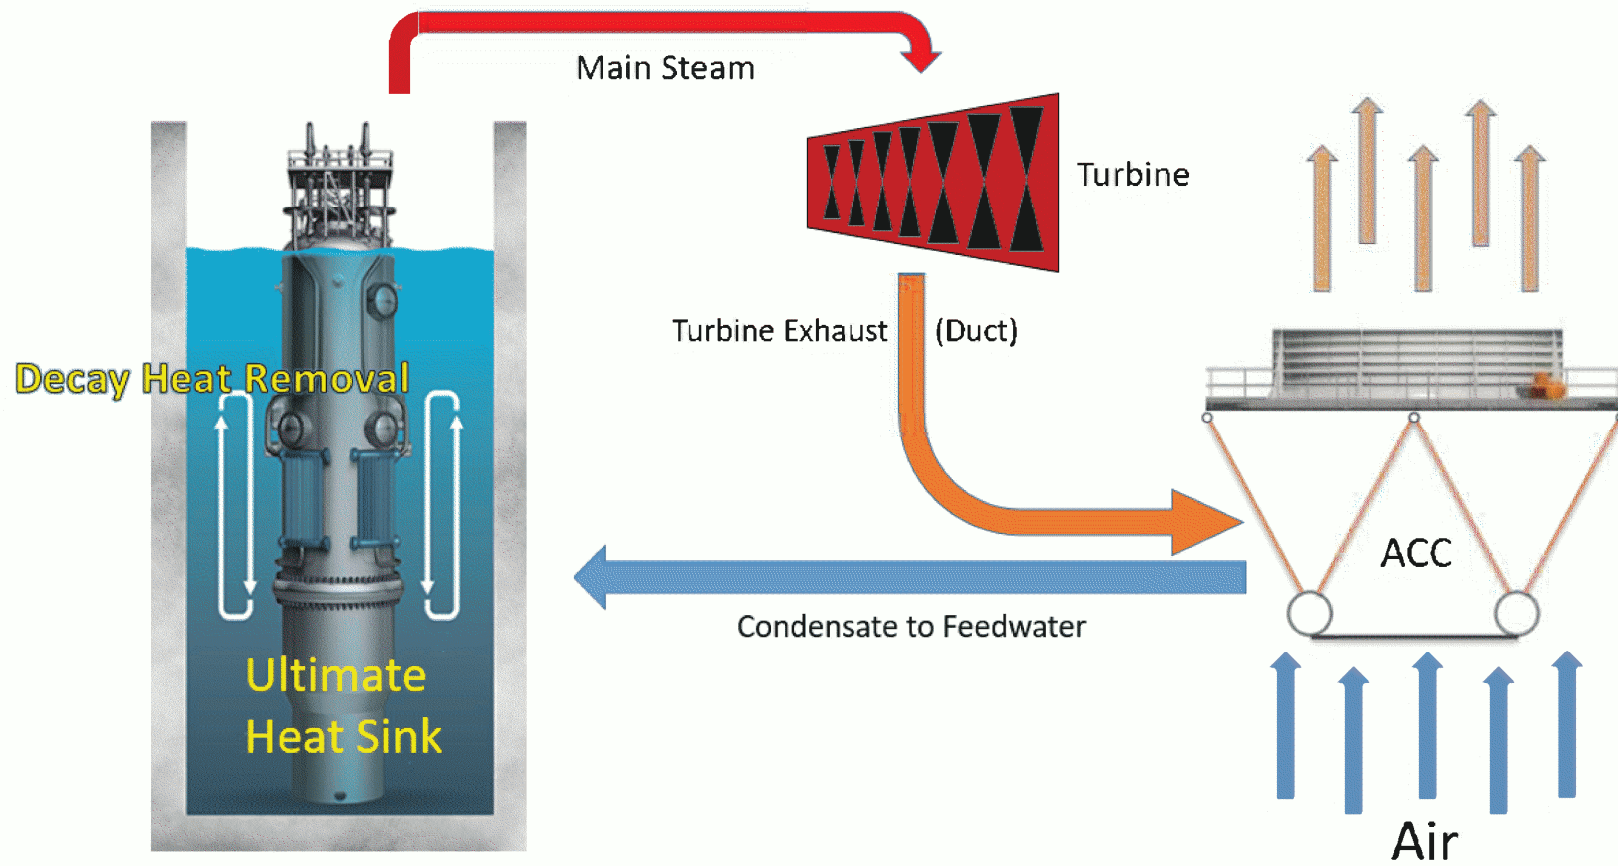 Main Steam
Turbine
Turbine Exhaust (Duct)
Decay Heat Removal
ACC
Condensate to Feedwater
Ultimate
Heat Sink
Air